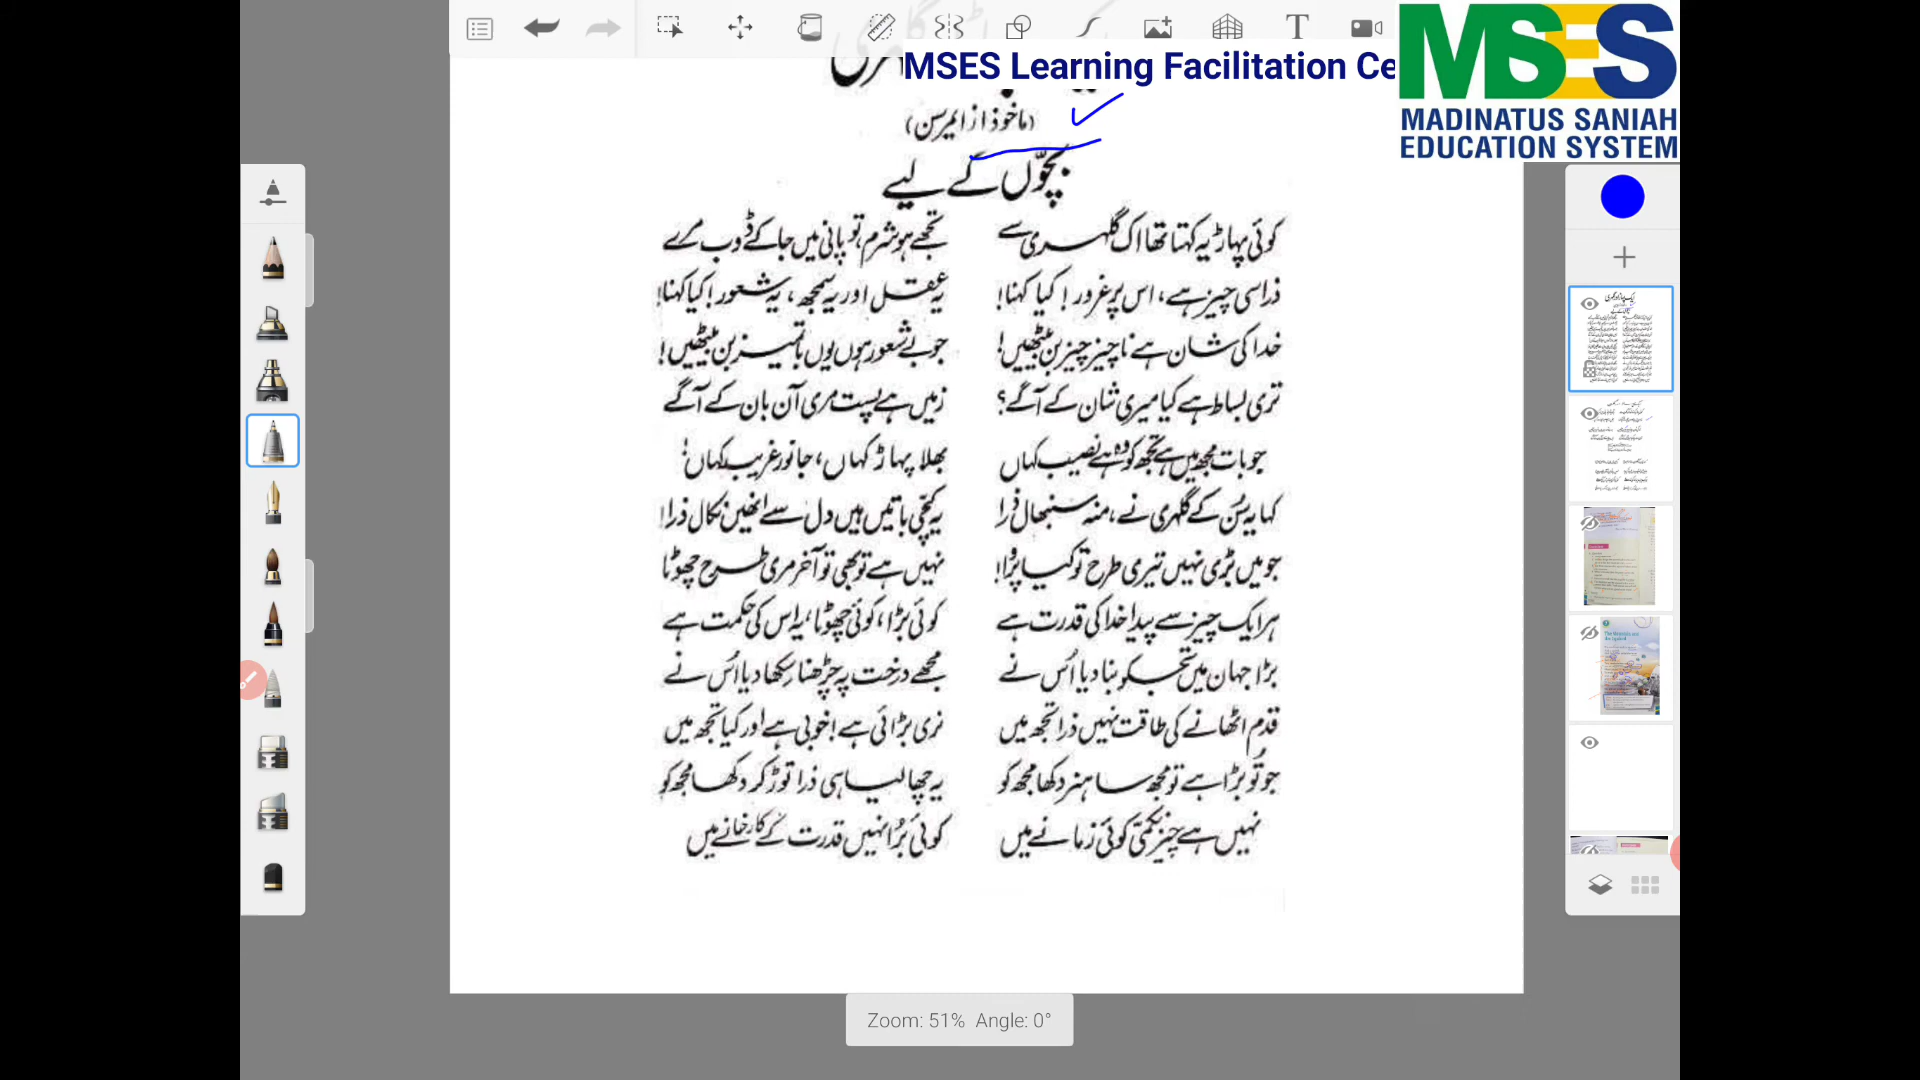 MSES Learning Facilitation Ce
MSES
MADINATUS SANIAH
EDUCATION SYSTEM
(ماخوذ از ایمرسن)
بچّوں کے لیے
کوئی پہاڑ یہ کہتا تھا اک گلہری سے تجھے ہو شرم تو پانی میں جا کے ڈوب مرے
ذرا سی چیز ہے، اس پر غرور! کیا کہنا! یہ عقل اور یہ سمجھ، یہ شعور! کیا کہنا!
خدا کی شان ہے ناچیز چیز بن بیٹھیں! جو بے شعور ہوں یوں باتمیز بن بیٹھیں!
تری بساط ہے کیا میری شان کے آگے؟ زمیں ہے پست مری آن بان کے آگے
جو بات مجھ میں ہے تجھ کو وہ ہے نصیب کہاں بھلا پہاڑ کہاں، جانور غریب کہاں!
کہا یہ سُن کے گلہری نے، منہ سنبھال ذرا یہ کچّی باتیں ہیں دل سے انھیں نکال ذرا!
جو میں بڑی نہیں تیری طرح تو کیا پروا! نہیں ہے تو بھی تو آخر مری طرح چھوٹا
ہر ایک چیز سے پیدا خدا کی قدرت ہے کوئی بڑا، کوئی چھوٹا، یہ اس کی حکمت ہے
بڑا جہان میں تجھ کو بنا دیا اُس نے مجھے درخت پہ چڑھنا سِکھا دیا اُس نے
قدم اٹھانے کی طاقت نہیں ذرا تجھ میں نری بڑائی ہے! خوبی ہے اور کیا تجھ میں
جو تو بڑا ہے تو مجھ سا ہنر دکھا مجھ کو یہ چھالیا ہی ذرا توڑ کر دکھا مجھ کو
نہیں ہے چیز نکمّی کوئی زمانے میں کوئی بُرا نہیں قدرت کے کارخانے میں
Zoom: 51% Angle: 0°